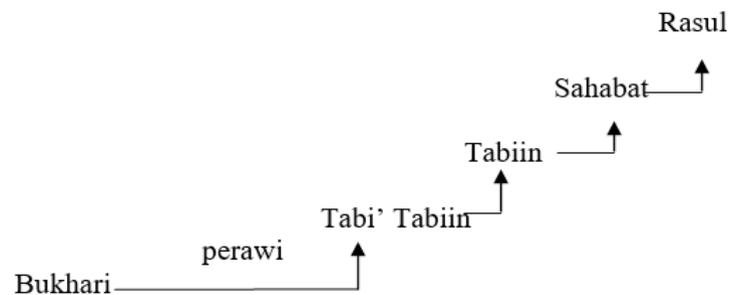 Rasul
Sahabat
Tabiin
Tabi’ Tabiin
perawi
Bukhari